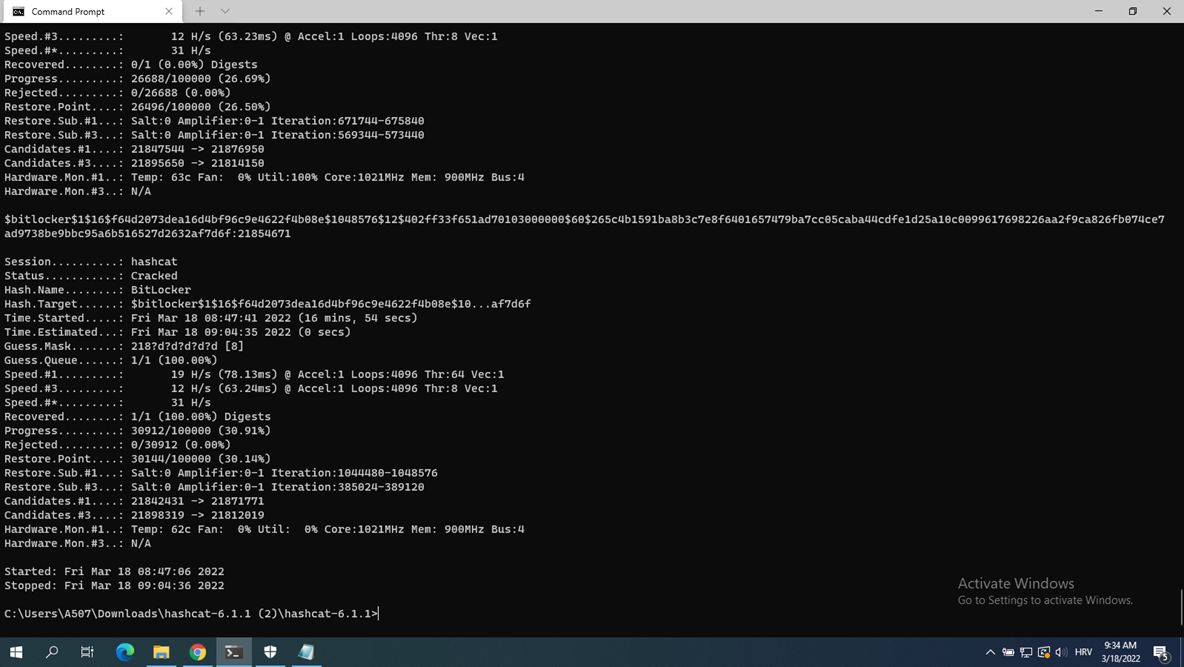 Command Prompt
Speed.#3.........:       12 H/s (63.23ms) @ Accel:1 Loops:4096 Thr:8 Vec:1
Speed.#*.........:       31 H/s
Recovered........: 0/1 (0.00%) Digests
Progress.........: 26688/100000 (26.69%)
Rejected.........: 0/26688 (0.00%)
Restore.Point....: 26496/100000 (26.50%)
Restore.Sub.#1...: Salt:0 Amplifier:0-1 Iteration:671744-675840
Restore.Sub.#3...: Salt:0 Amplifier:0-1 Iteration:569344-573440
Candidates.#1....: 21847544 -> 21876950
Candidates.#3....: 21895650 -> 21814150
Hardware.Mon.#1..: Temp: 63c Fan:  0% Util:100% Core:1021MHz Mem: 900MHz Bus:4
Hardware.Mon.#3..: N/A
$bitlocker$1$16$f64d2073dea16d4bf96c9e4622f4b08e$1048576$12$402ff33f651ad70103000000$60$265c4b1591ba8b3c7e8f6401657479ba7cc05caba44cdfe1d25a10c0099617698226aa2f9ca826fb074ce7
ad9738be9bbc95a6b516527d2632af7d6f:21854671
Session..........: hashcat
Status...........: Cracked
Hash.Name........: BitLocker
Hash.Target......: $bitlocker$1$16$f64d2073dea16d4bf96c9e4622f4b08e$10...af7d6f
Time.Started.....: Fri Mar 18 08:47:41 2022 (16 mins, 54 secs)
Time.Estimated...: Fri Mar 18 09:04:35 2022 (0 secs)
Guess.Mask.......: 218?d?d?d?d?d [8]
Guess.Queue......: 1/1 (100.00%)
Speed.#1.........:       19 H/s (78.13ms) @ Accel:1 Loops:4096 Thr:64 Vec:1
Speed.#3.........:       12 H/s (63.24ms) @ Accel:1 Loops:4096 Thr:8 Vec:1
Speed.#*.........:       31 H/s
Recovered........: 1/1 (100.00%) Digests
Progress.........: 30912/100000 (30.91%)
Rejected.........: 0/30912 (0.00%)
Restore.Point....: 30144/100000 (30.14%)
Restore.Sub.#1...: Salt:0 Amplifier:0-1 Iteration:1044480-1048576
Restore.Sub.#3...: Salt:0 Amplifier:0-1 Iteration:385024-389120
Candidates.#1....: 21842431 -> 21871771
Candidates.#3....: 21898319 -> 21812019
Hardware.Mon.#1..: Temp: 62c Fan:  0% Util:  0% Core:1021MHz Mem: 900MHz Bus:4
Hardware.Mon.#3..: N/A
Started: Fri Mar 18 08:47:06 2022
Stopped: Fri Mar 18 09:04:36 2022
C:\Users\A507\Downloads\hashcat-6.1.1 (2)\hashcat-6.1.1>
Activate Windows
Go to Settings to activate Windows.
HRV
9:34 AM
3/18/2022
5